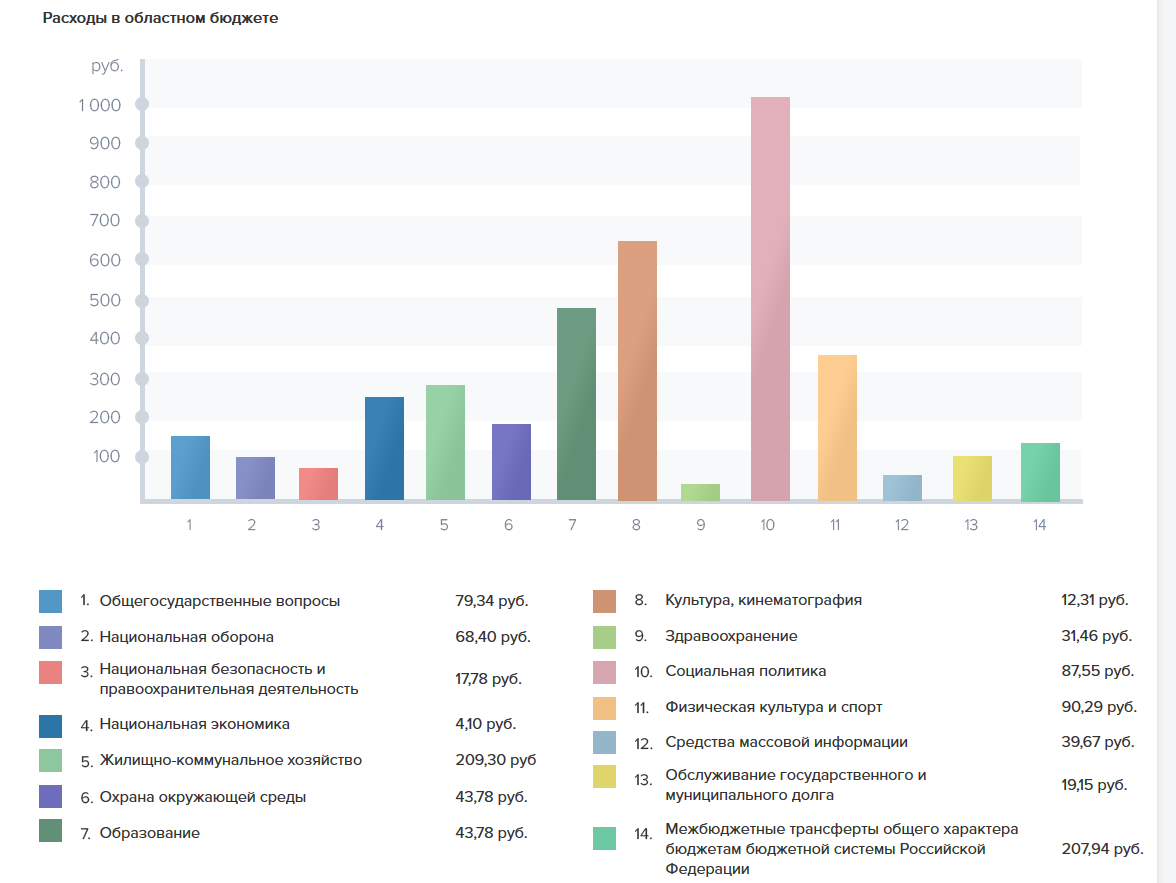 Расходы в областном бюджете
руб.
1 000
900
800
700
600
500
400
300
200
100
1 2 3 4 5 6 7 8 9 10 11 12 13 14
1. Общегосударственные вопросы 79,34 руб.
2. Национальная оборона 68,40 руб.
3. Национальная безопасность и
правоохранительная деятельность 17,78 руб.
4. Национальная экономика 4,10 руб.
5. Жилищно-коммунальное хозяйство 209,30 руб
6. Охрана окружающей среды 43,78 руб.
7. Образование 43,78 руб.
8. Культура, кинематография 12,31 руб.
9. Здравоохранение 31,46 руб.
10. Социальная политика 87,55 руб.
11. Физическая культура и спорт 90,29 руб.
12. Средства массовой информации 39,67 руб.
13. Обслуживание государственного и
муниципального долга 19,15 руб.
14. Межбюджетные трансферты общего характера
бюджетам бюджетной системы Российской 207,94 руб.
Федерации